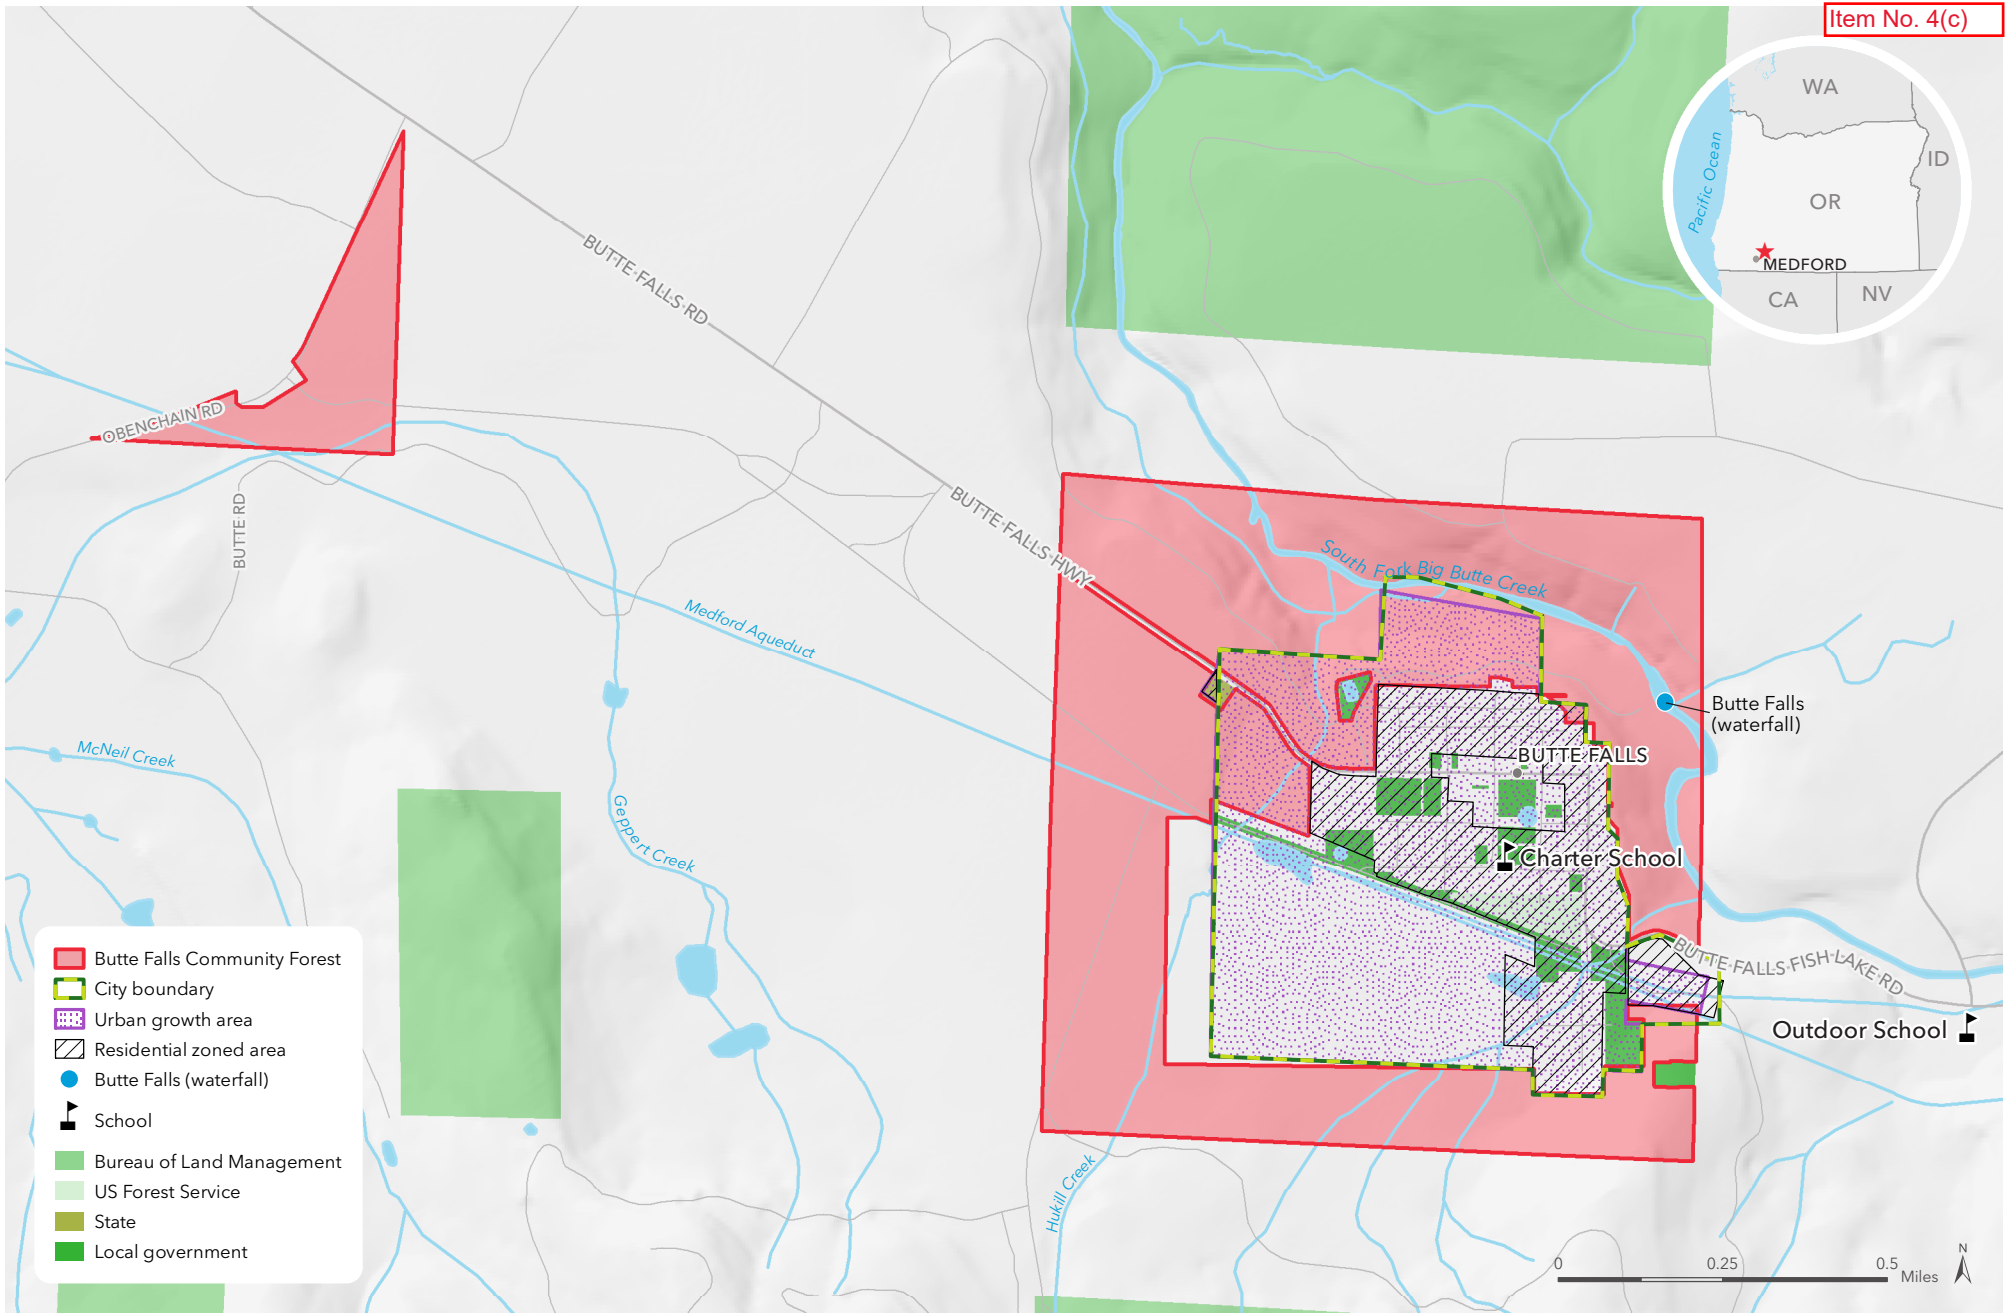 Item No. 4(c)
WA
Pacific Ocean
ID
OR
MEDFORD
CA
NV
BUTTE FALLS RD
OBENCHAIN RD
BUTTE RD
BUTTE FALLS HWY
South Fork Big Butte Creek
Medford Aqueduct
Butte Falls
(waterfall)
McNeil Creek
BUTTE FALLS
Geppert Creek
Charter School
BUTTE FALLS FISH LAKE RD
Outdoor School
Hukill Creek
Butte Falls Community Forest
City boundary
Urban growth area
Residential zoned area
Butte Falls (waterfall)
School
Bureau of Land Management
US Forest Service
State
Local government
0 0.25 0.5
Miles
N